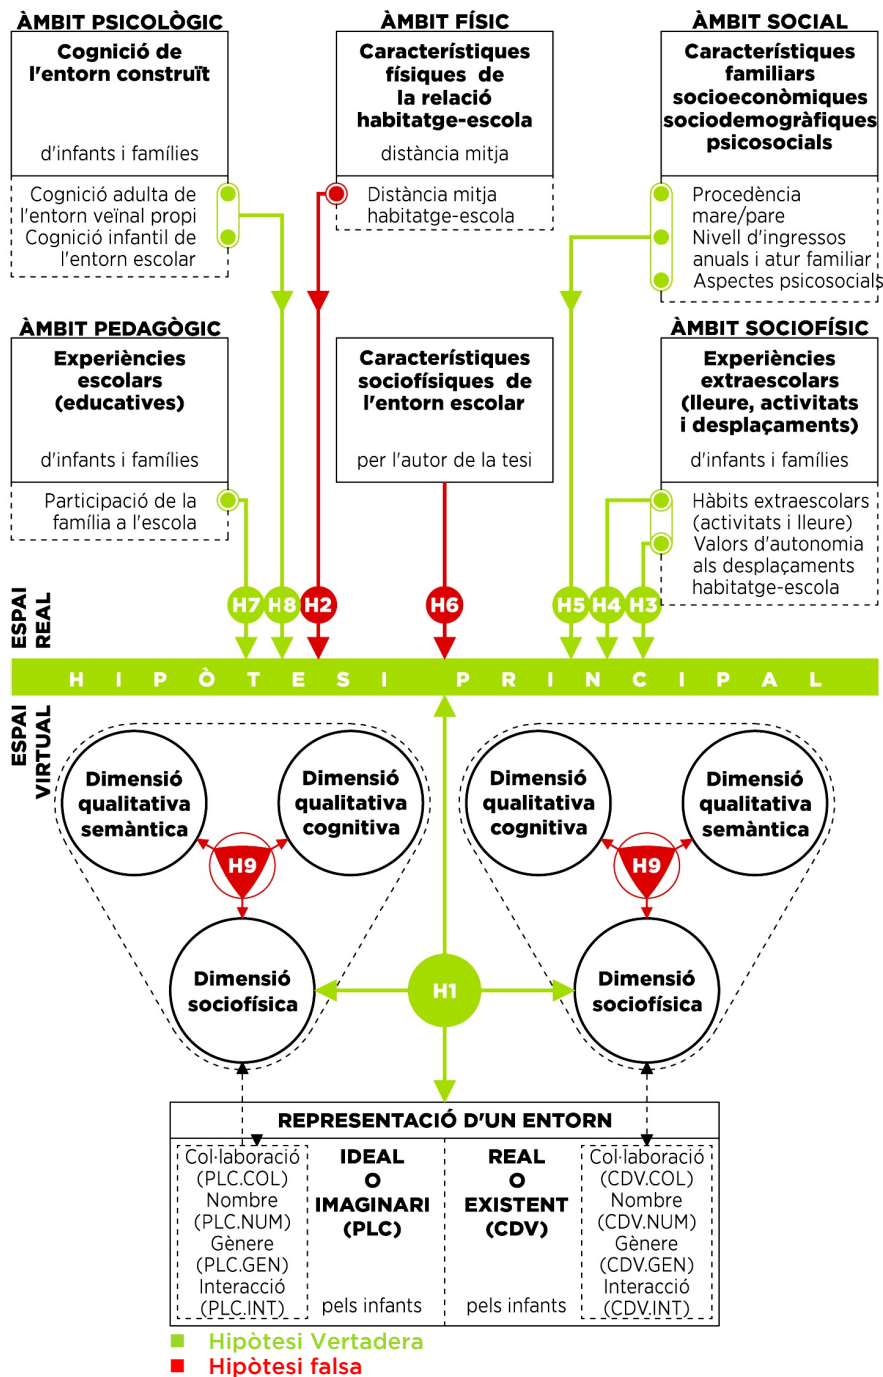 ÀMBIT PSICOLÒGIC
Cognició de
l'entorn construït
d'infants i famílies
Cognició adulta de
l'entorn veïnal propi
Cognició infantil de
l'entorn escolar
ÀMBIT FÍSIC
Característiques
físiques de
la relació
habitatge-escola
distància mitja
Distància mitja
habitatge-escola
ÀMBIT SOCIAL
Característiques
familiars
socioeconòmiques
sociodemogràfiques
psicosocials
Procedència
mare/pare
Nivell d'ingressos
anuals i atur familiar
Aspectes psicosocials
ÀMBIT PEDAGÒGIC
Experiències
escolars
(educatives)
d'infants i famílies
Participació de la
família a l'escola
Característiques
sociofísiques de
l'entorn escolar
per l'autor de la tesi
ÀMBIT SOCIOFÍSIC
Experiències
extraescolars
(lleure, activitats
i desplaçaments)
d'infants i famílies
Hàbits extraescolars
(activitats i lleure)
Valors d'autonomia
als desplaçaments
habitatge-escola
ESPAI
REAL
H7
H8
H2
H6
H5
H4
H3
HIPÒTESI PRINCIPAL
ESPAI
VIRTUAL
Dimensió
qualitativa
semàntica
Dimensió
qualitativa
cognitiva
H9
Dimensió
sociofísica
Dimensió
qualitativa
cognitiva
Dimensió
qualitativa
semàntica
H9
Dimensió
sociofísica
H1
REPRESENTACIÓ D'UN ENTORN
Col·laboració
(PLC.COL)
Nombre
(PLC.NUM)
Gènere
(PLC.GEN)
Interacció
(PLC.INT)
IDEAL
O
IMAGINARI
(PLC)
pels infants
REAL
O
EXISTENT
(CDV)
pels infants
Col·laboració
(CDV.COL)
Nombre
(CDV.NUM)
Gènere
(CDV.GEN)
Interacció
(CDV.INT)
Hipòtesi Vertadera
Hipòtesi falsa